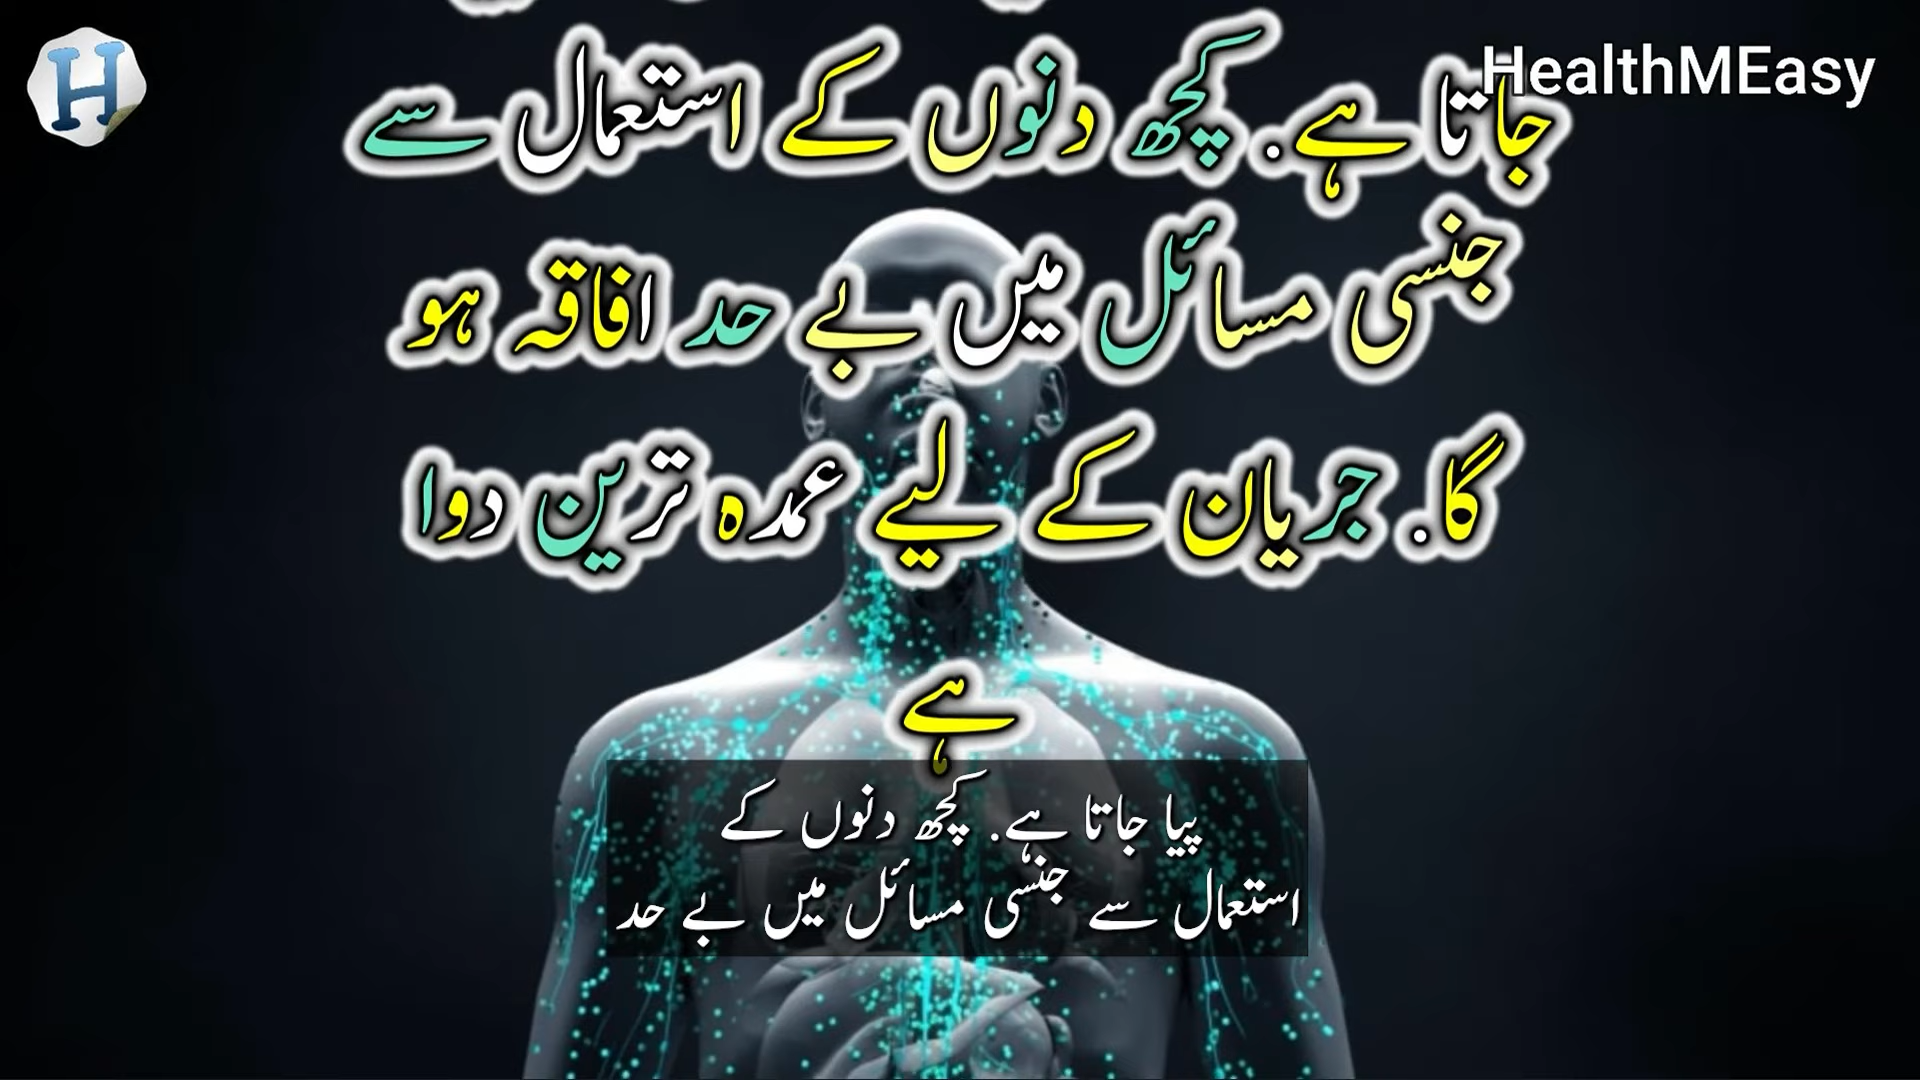 HealthMEasy
H
جاتا ہے. کچھ دنوں کے استعمال سے
جنسی مسائل میں بے حد افاقہ ہو
گا. جریان کے لیے عمدہ ترین دوا
ہے
پیا جاتا ہے. کچھ دنوں کے
استعمال سے جنسی مسائل میں بے حد